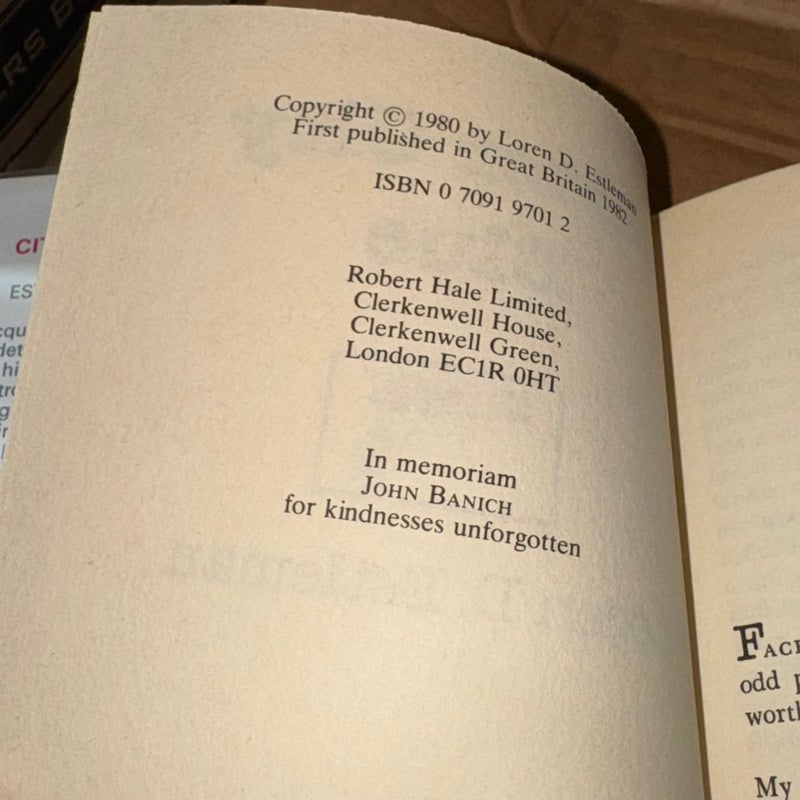 Copyright © 1980 by Loren D. Estleman
First published in Great Britain 1982
ISBN 0 7091 9701 2
Robert Hale Limited,
Clerkenwell House,
Clerkenwell Green,
London EC1R 0HT
In memoriam
JOHN BANICH
for kindnesses unforgotten
odd
My